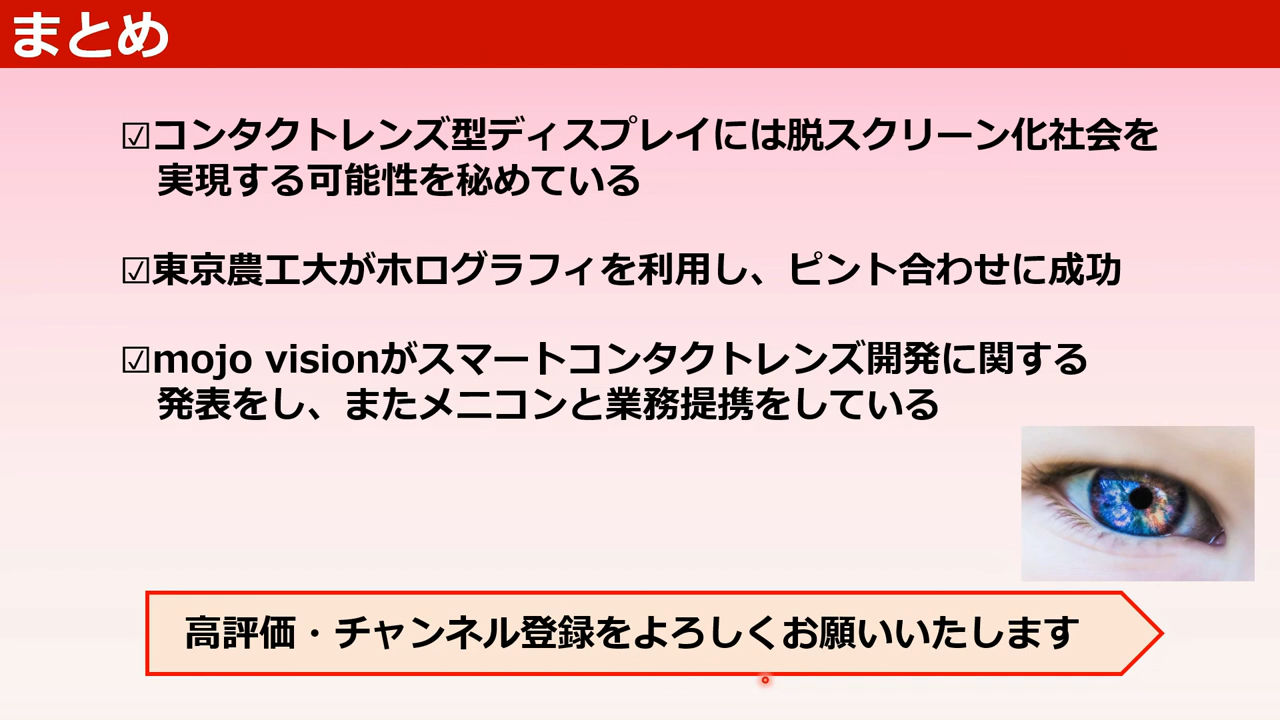 まとめ
☑コンタクトレンズ型ディスプレイには脱スクリーン化社会を
実現する可能性を秘めている
☑東京農工大がホログラフィを利用し、ピント合わせに成功
☑mojo visionがスマートコンタクトレンズ開発に関する
発表をし、またメニコンと業務提携をしている
高評価・チャンネル登録をよろしくお願いいたします